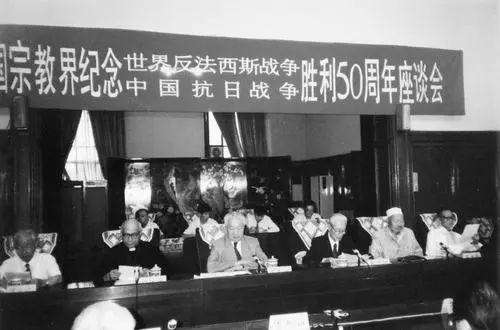 国宗教界纪念世界反法西斯战争胜利50周年座谈会
中国抗日战争